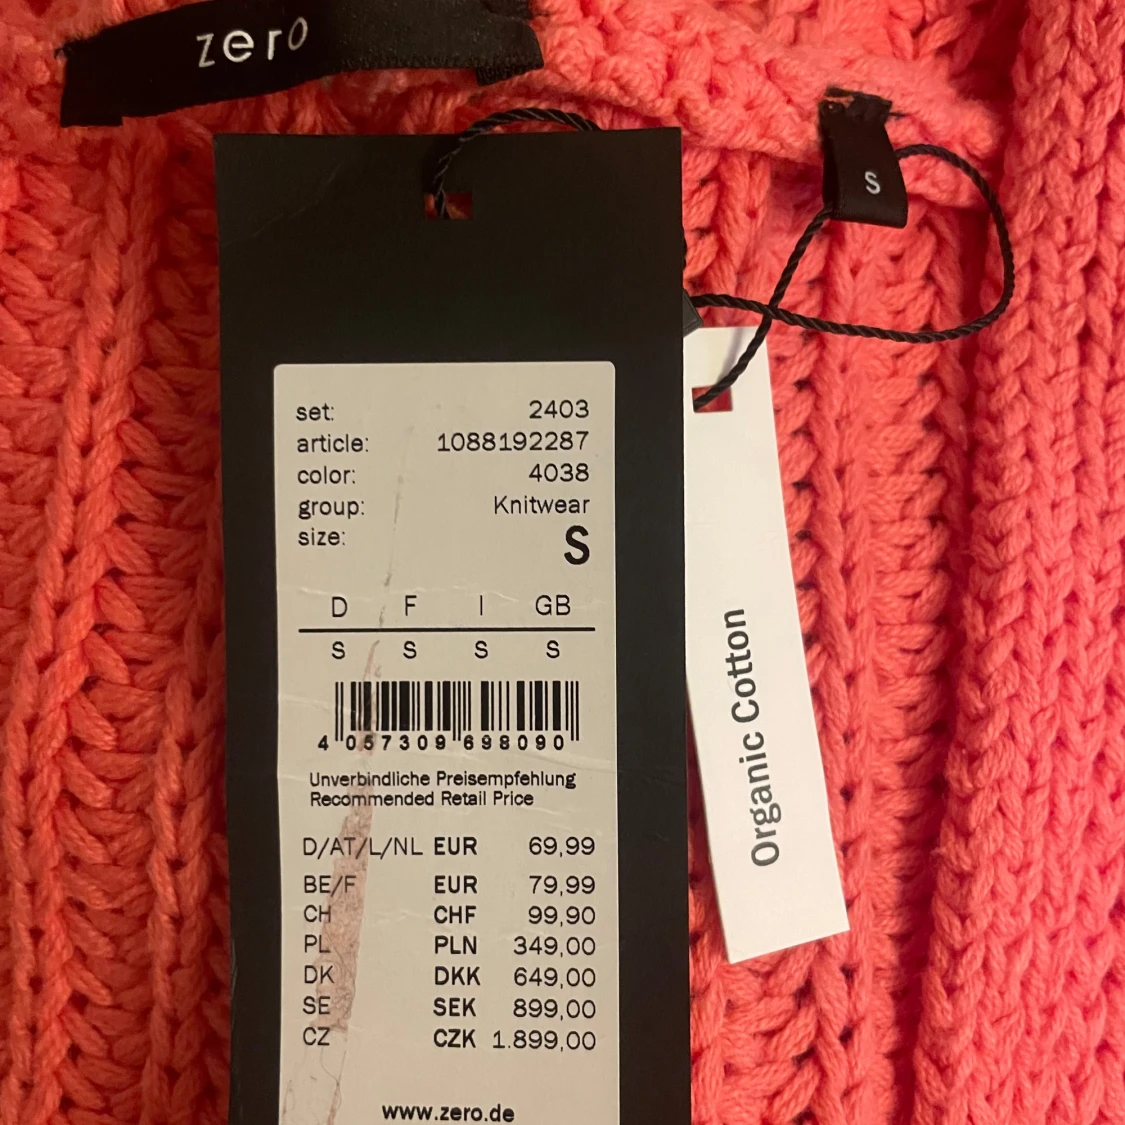 zero
S
set: 2403
article: 1088192287
color: 4038
group: Knitwear
size: S
D F I GB
S S S S
4 057309 698090
Unverbindliche Preisempfehlung
Recommended Retail Price
D/AT/L/NL EUR 69,99
BE/F EUR 79,99
CH CHF 99,90
PL PLN 349,00
DK DKK 649,00
SE SEK 899,00
CZ CZK 1.899,00
www.zero.de
Organic Cotton